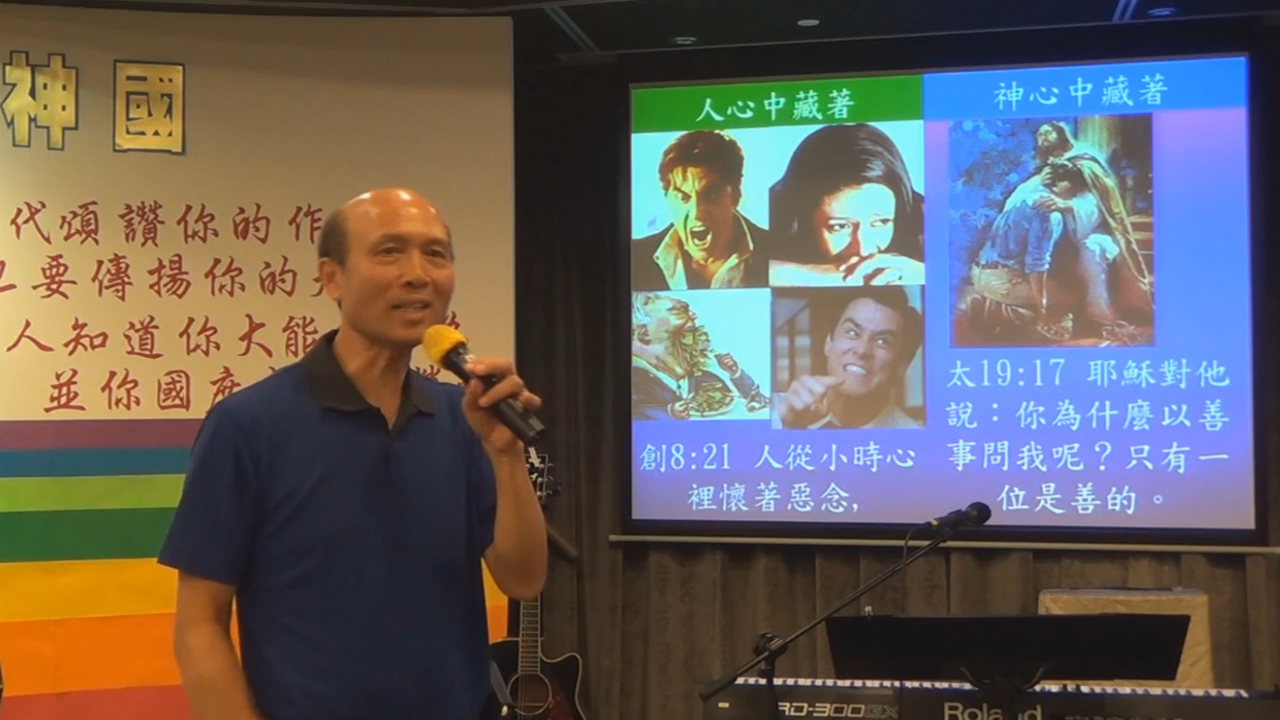 神國
代頌讚你的作
要傳揚你的
人知道你大能
並你國度
人心中藏著
神心中藏著
創8:21 人從小時心
裡懷著惡念,
太19:17 耶穌對他
說：你為什麼以善
事問我呢？只有一
位是善的。
RD-300GX
Roland